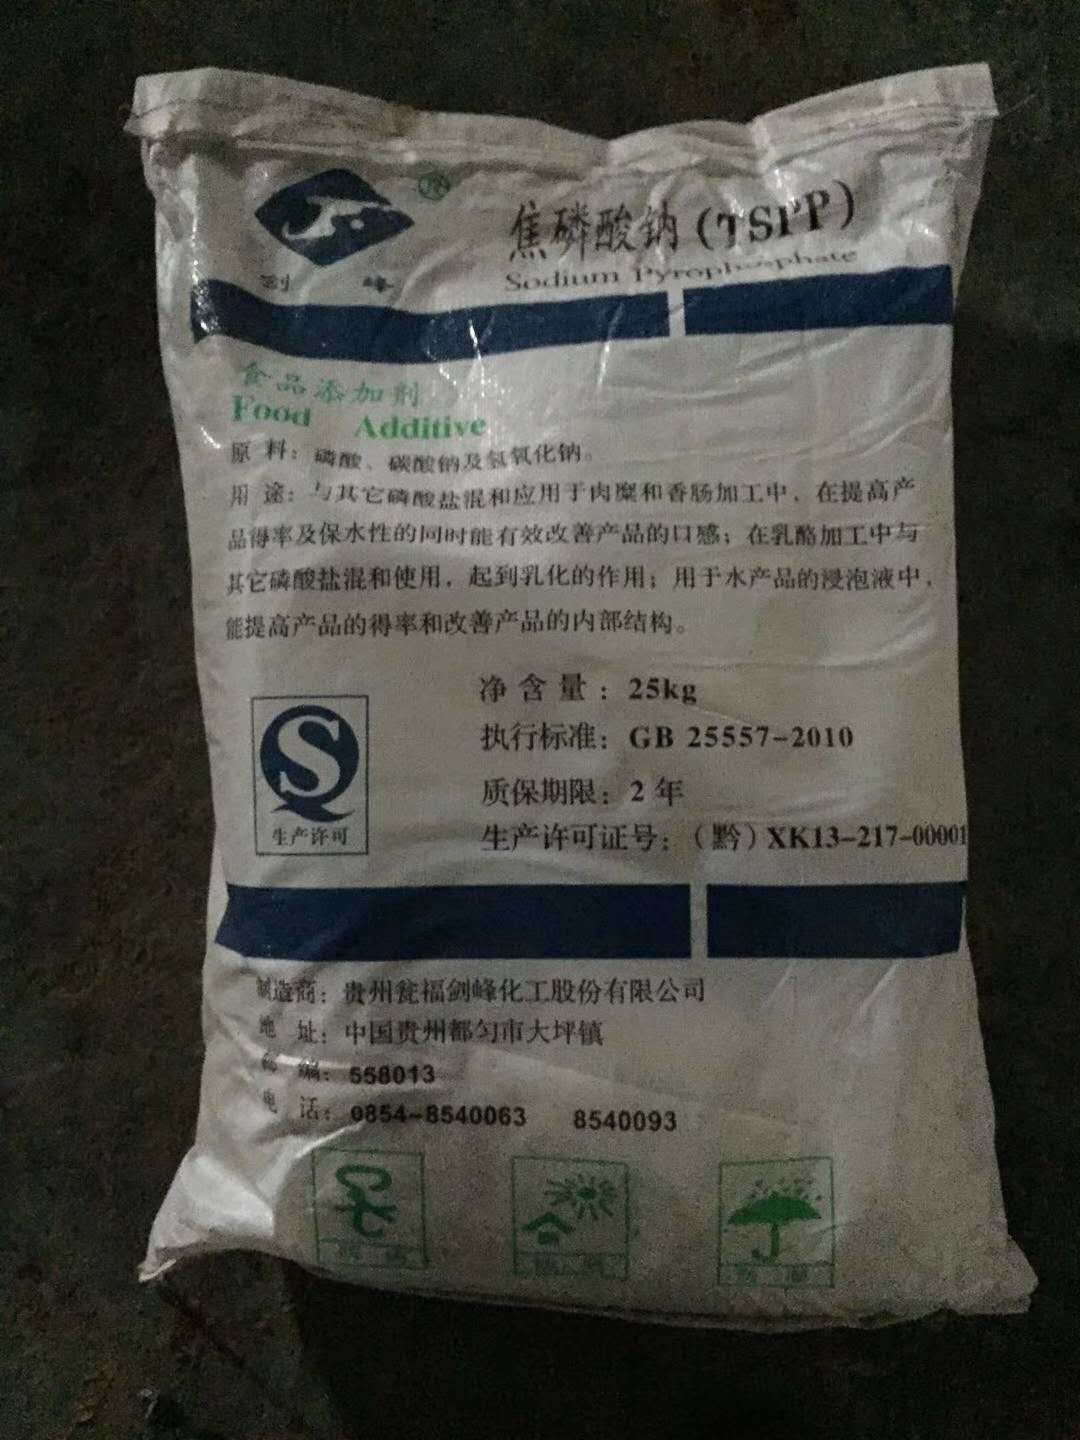 ®
焦磷酸钠(TSPP)
Sodium Pyrophosphate
剑 峰
食品添加剂
Food Additive
原 料：磷酸、碳酸钠及氢氧化钠。
用 途：与其它磷酸盐混和应用于肉糜和香肠加工中，在提高产
品得率及保水性的同时能有效改善产品的口感；在乳酪加工中与
其它磷酸盐混和使用，起到乳化的作用；用于水产品的浸泡液中，
能提高产品的得率和改善产品的内部结构。
净 含 量 ：25kg
执行标准：GB 25557-2010
质保期限：2 年
生产许可证号：（黔）XK13-217-00001
生产许可
制造商：贵州瓮福剑峰化工股份有限公司
地 址：中国贵州都匀市大坪镇
邮 编：558013
电 话：0854-8540063 8540093